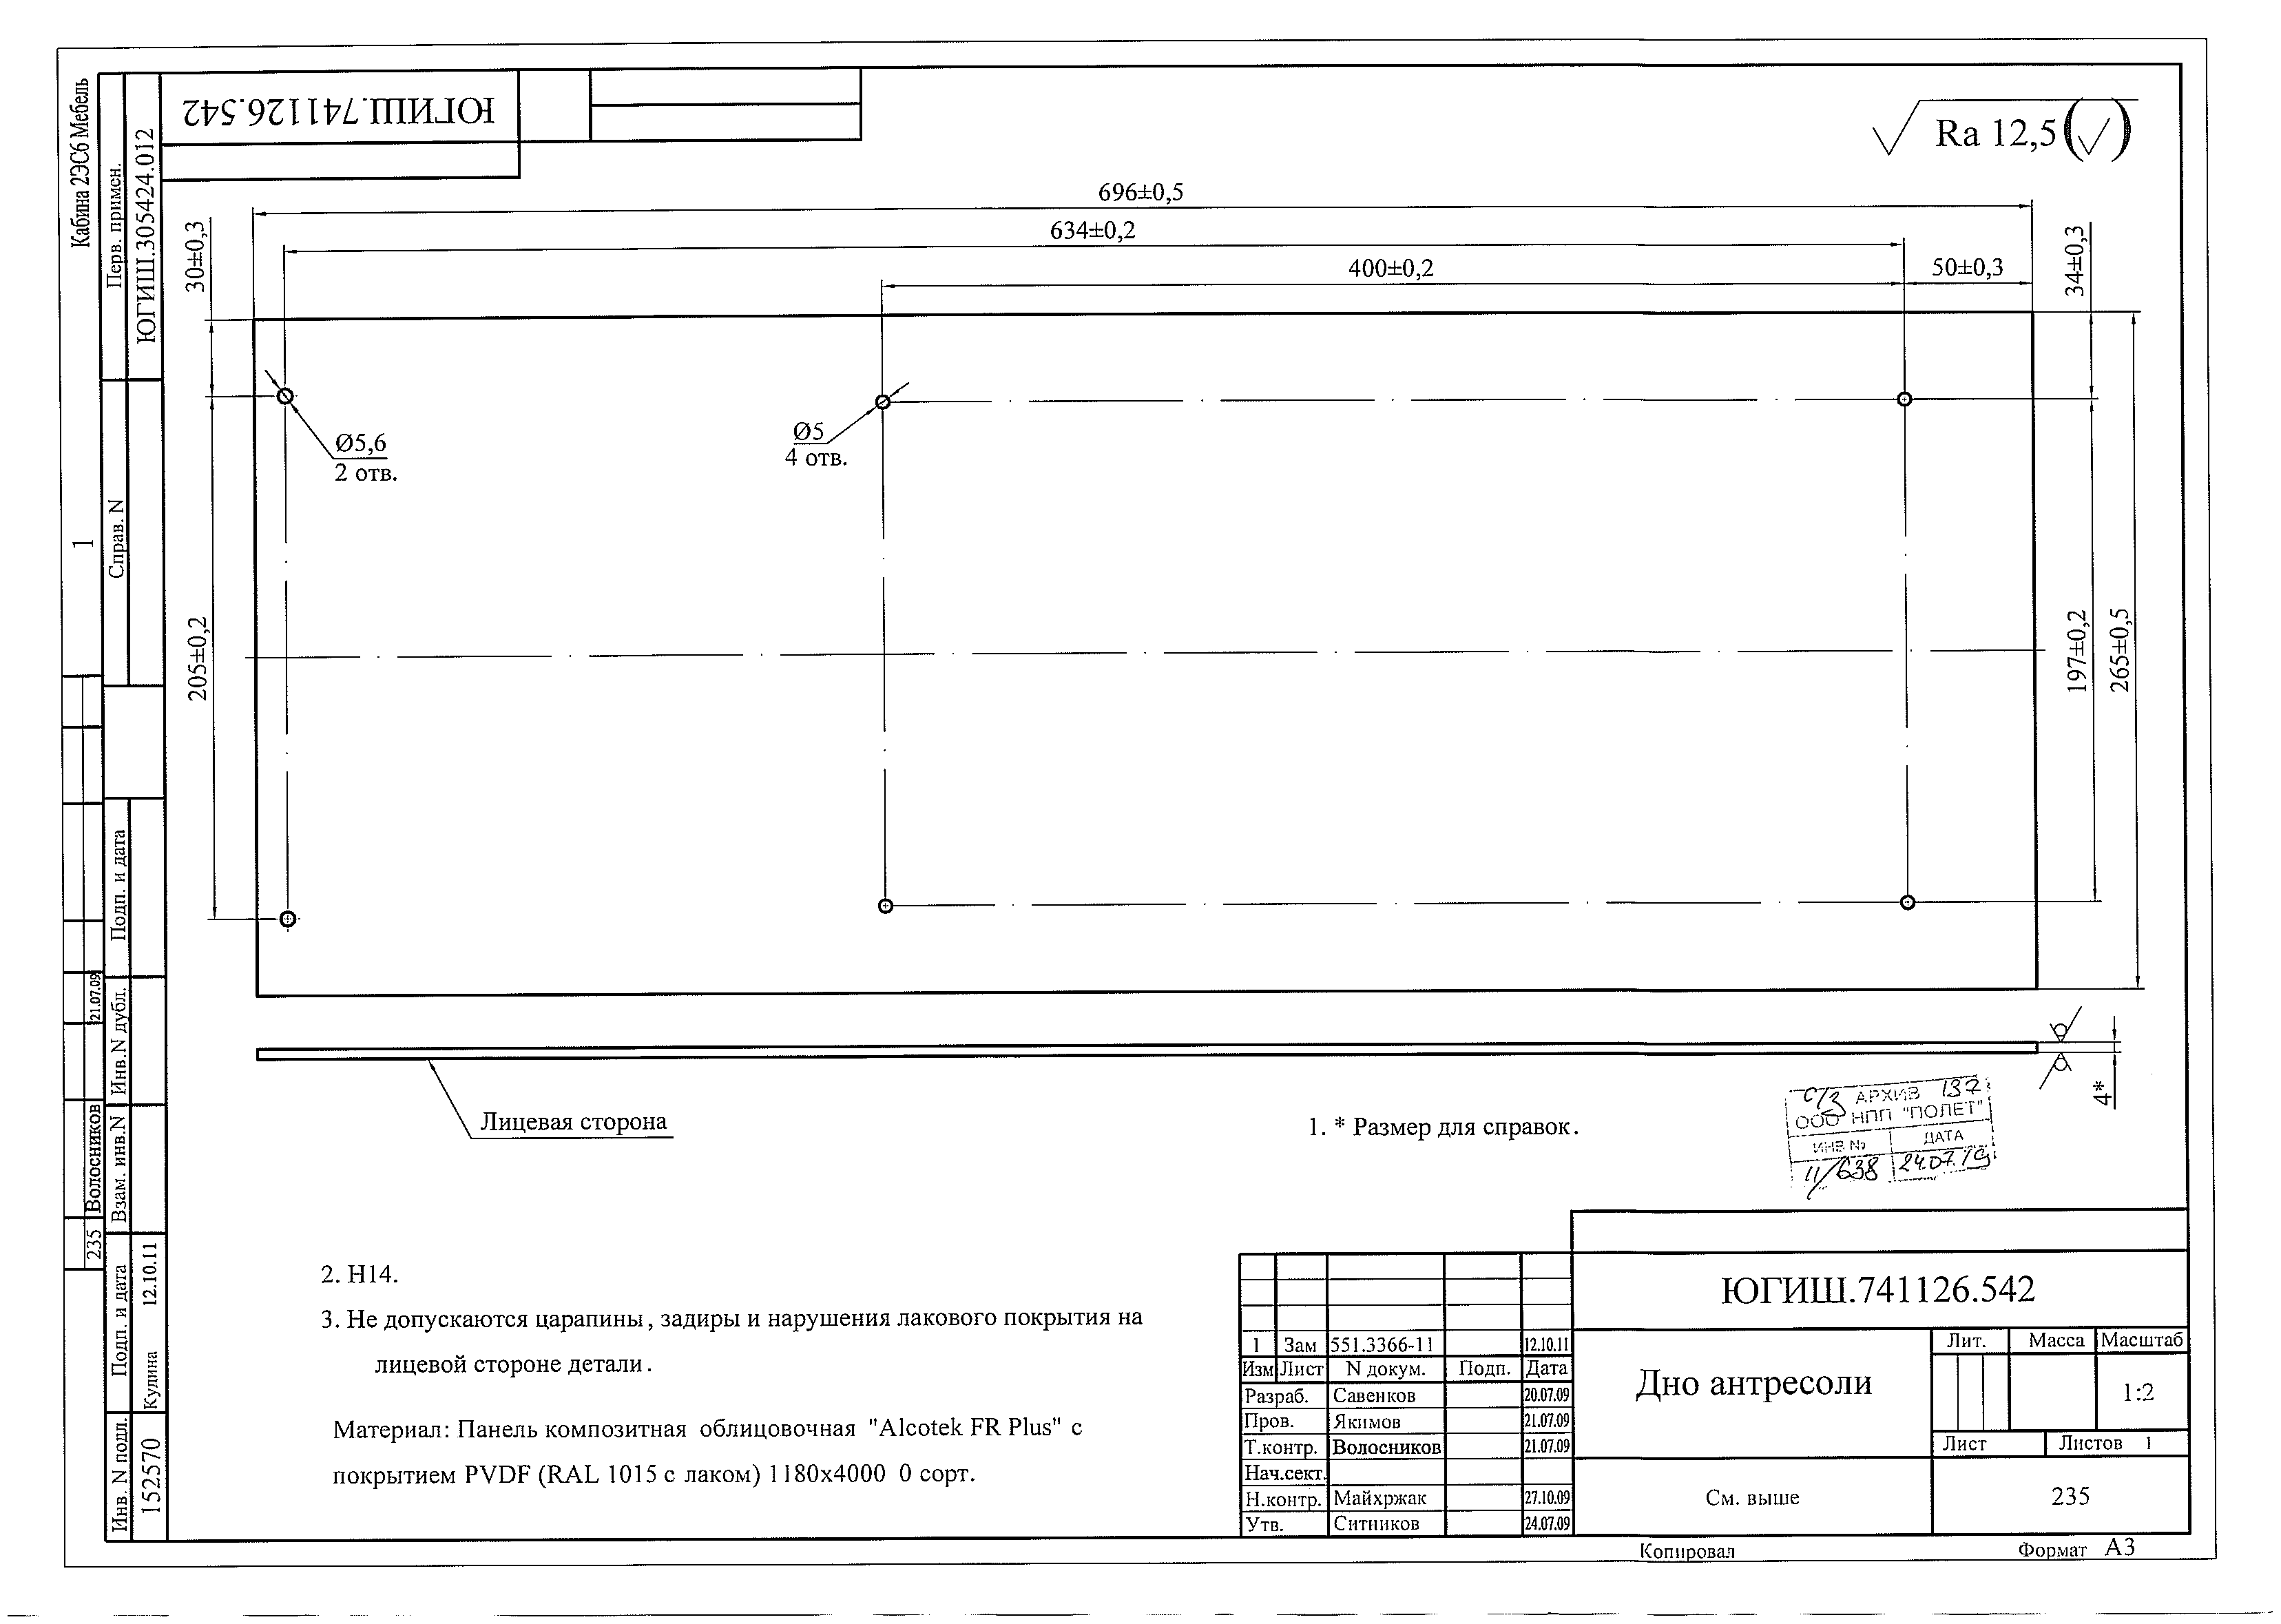 ЮГИШ.741126.542
Кабина 2ЭС6 Мебель
1
Перв. примен.
ЮГИШ.305424.012
Справ. N
Подп. и дата
Инв.N дубл.
Взам. инв.N
Подп. и дата
Инв. N подл.
21.07.09
Волосников
235
12.10.11
Кудина
152570
√ Ra 12,5 (√)
696±0,5
634±0,2
400±0,2
50±0,3
30±0,3
34±0,3
Ø5,6
2 отв.
Ø5
4 отв.
205±0,2
197±0,2
265±0,5
4*
Лицевая сторона
1. * Размер для справок.
С/З АРХИВ 137
ООО НПП "ПОЛЕТ"
ИНВ.№ ДАТА
11/638 24.07.19
2. H14.
3. Не допускаются царапины, задиры и нарушения лакового покрытия на
лицевой стороне детали.
Материал: Панель композитная облицовочная "Alcotek FR Plus" с
покрытием PVDF (RAL 1015 с лаком) 1180x4000 0 сорт.
ЮГИШ.741126.542
1 Зам 551.3366-11 12.10.11
Изм Лист N докум. Подп. Дата
Разраб. Савенков 20.07.09
Пров. Якимов 21.07.09
Т.контр. Волосников 21.07.09
Нач.сект.
Н.контр. Майхржак 27.10.09
Утв. Ситников 24.07.09
Дно антресоли
Лит. Масса Масштаб
1:2
Лист Листов 1
См. выше
235
Копировал
Формат А3